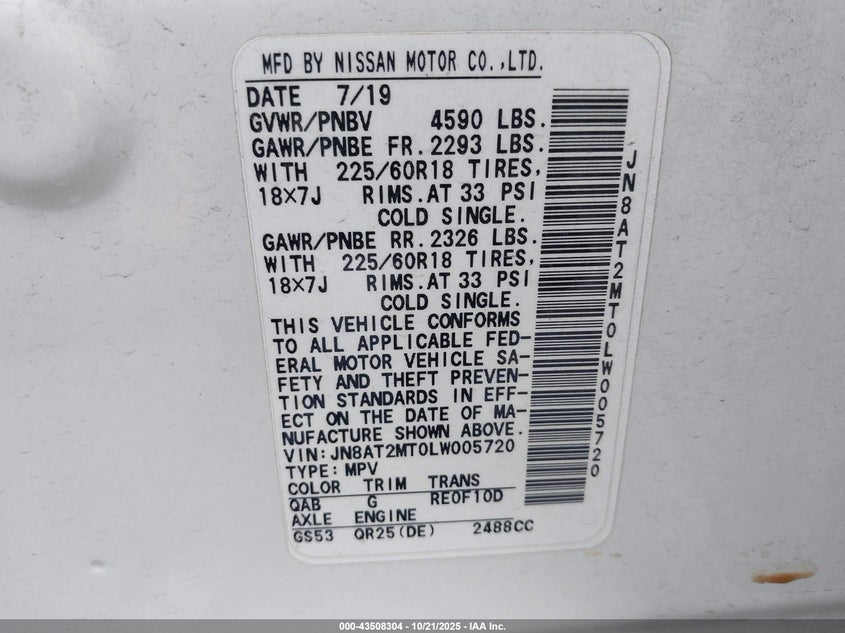 MFD BY NISSAN MOTOR CO.,LTD.
DATE 7/19
GVWR/PNBV 4590 LBS.
GAWR/PNBE FR. 2293 LBS.
WITH 225/60R18 TIRES,
18×7J RIMS. AT 33 PSI
COLD SINGLE.
GAWR/PNBE RR. 2326 LBS.
WITH 225/60R18 TIRES,
18×7J RIMS. AT 33 PSI
COLD SINGLE.
THIS VEHICLE CONFORMS
TO ALL APPLICABLE FED-
ERAL MOTOR VEHICLE SA-
FETY AND THEFT PREVEN-
TION STANDARDS IN EFF-
ECT ON THE DATE OF MA-
NUFACTURE SHOWN ABOVE.
VIN: JN8AT2MT0LW005720
TYPE: MPV
COLOR TRIM TRANS
QAB G RE0F10D
AXLE ENGINE
GS53 QR25(DE) 2488CC
JN8AT2MT0LW005720
000-43508304 - 10/21/2025 - IAA Inc.